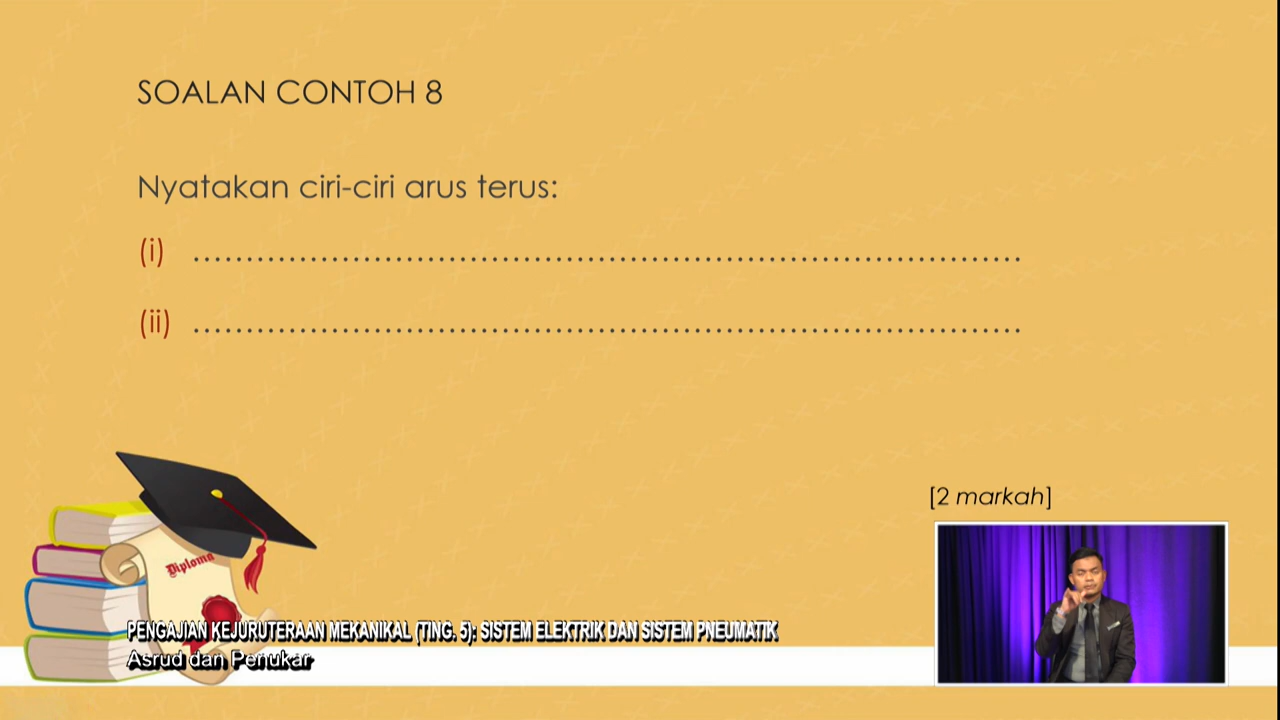 SOALAN CONTOH 8
Nyatakan ciri-ciri arus terus:
(i) ..............................................................................
(ii) ..............................................................................
[2 markah]
Diploma
PENGAJIAN KEJURUTERAAN MEKANIKAL (TING. 5): SISTEM ELEKTRIK DAN SISTEM PNEUMATIK
Asrud dan Penukar